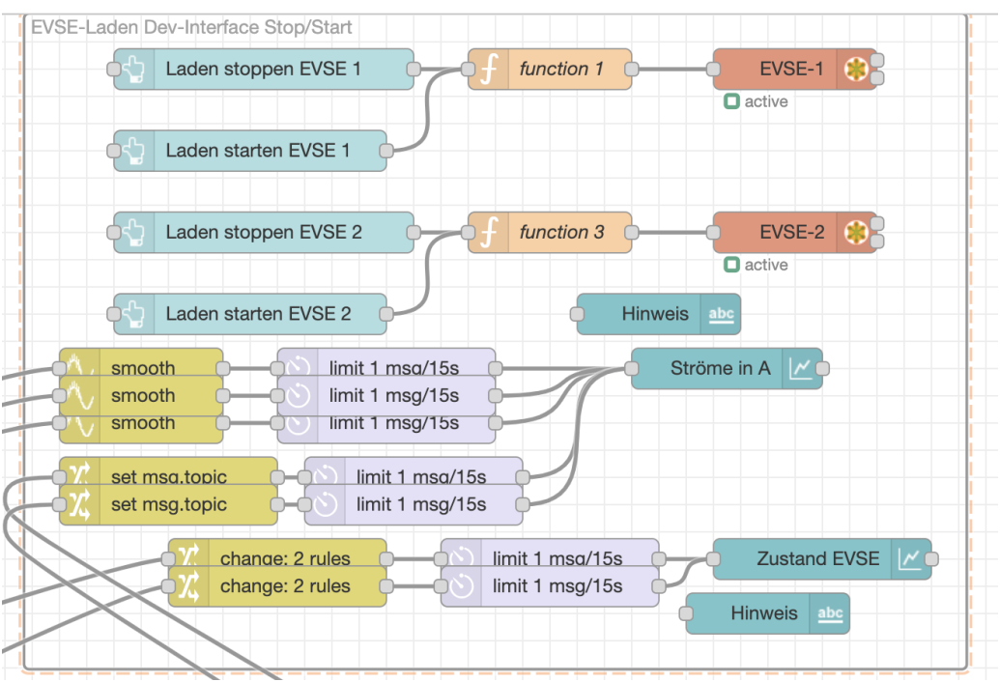 EVSE-Laden Dev-Interface Stop/Start
Laden stoppen EVSE 1
function 1
EVSE-1
active
Laden starten EVSE 1
Laden stoppen EVSE 2
function 3
EVSE-2
active
Laden starten EVSE 2
Hinweis
abc
smooth
limit 1 msg/15s
Ströme in A
smooth
limit 1 msg/15s
smooth
limit 1 msg/15s
set msg.topic
limit 1 msg/15s
set msg.topic
limit 1 msg/15s
change: 2 rules
limit 1 msg/15s
Zustand EVSE
change: 2 rules
limit 1 msg/15s
Hinweis
abc